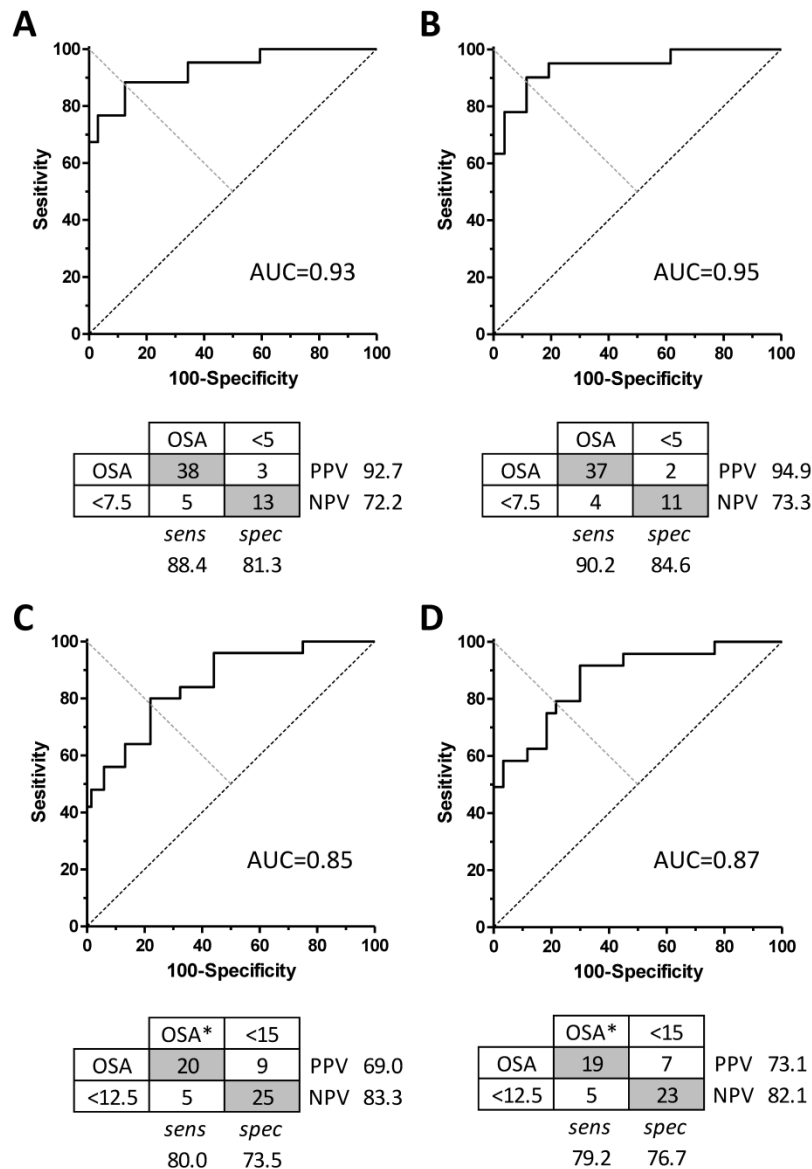 A
100
80
60
40
20
0
Sesitivity
AUC=0.93
0 20 40 60 80 100
100-Specificity
OSA <5
OSA 38 3 PPV 92.7
<7.5 5 13 NPV 72.2
sens spec
88.4 81.3
B
100
80
60
40
20
0
Sesitivity
AUC=0.95
0 20 40 60 80 100
100-Specificity
OSA <5
OSA 37 2 PPV 94.9
<7.5 4 11 NPV 73.3
sens spec
90.2 84.6
C
100
80
60
40
20
0
Sesitivity
AUC=0.85
0 20 40 60 80 100
100-Specificity
OSA* <15
OSA 20 9 PPV 69.0
<12.5 5 25 NPV 83.3
sens spec
80.0 73.5
D
100
80
60
40
20
0
Sesitivity
AUC=0.87
0 20 40 60 80 100
100-Specificity
OSA* <15
OSA 19 7 PPV 73.1
<12.5 5 23 NPV 82.1
sens spec
79.2 76.7